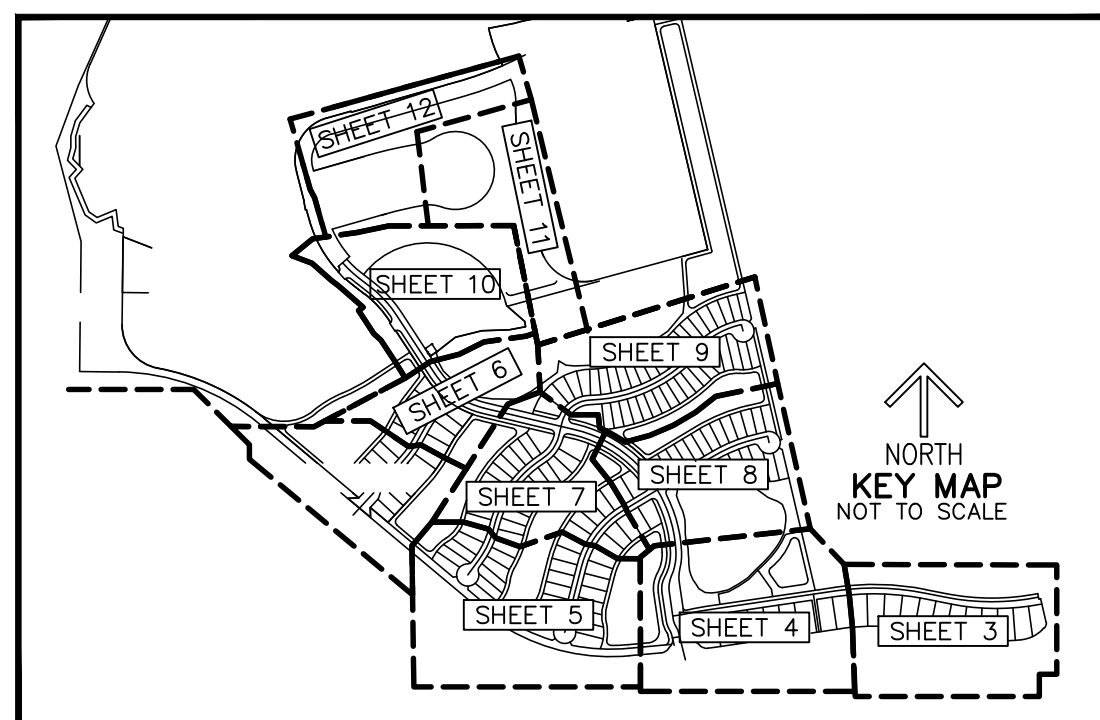 SHEET 12
SHEET 11
SHEET 10
SHEET 9
SHEET 6
SHEET 8
SHEET 7
NORTH
KEY MAP
NOT TO SCALE
SHEET 5
SHEET 4
SHEET 3